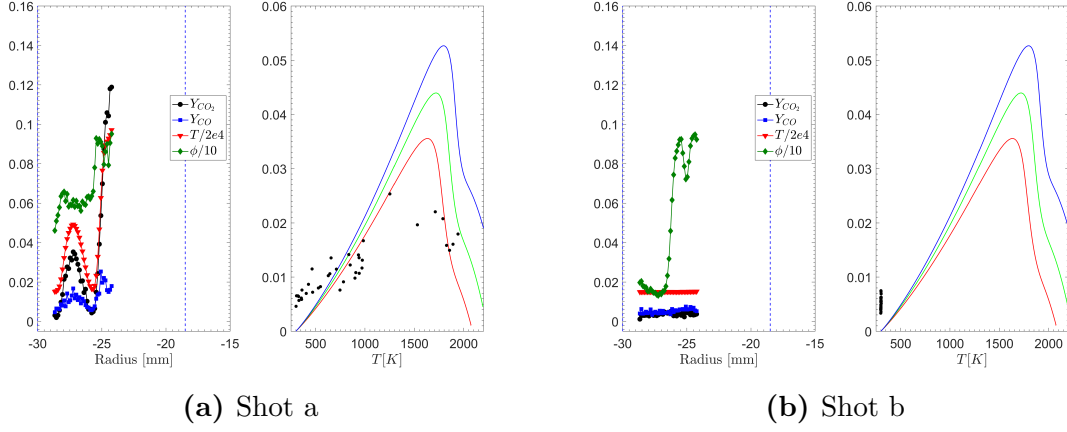 0.16
0.14
0.12
0.1
0.08
0.06
0.04
0.02
0
-30 -25 -20 -15
Radius [mm]
Y_{CO_2}
Y_{CO}
T/2e4
ϕ/10
0.06
0.05
0.04
0.03
0.02
0.01
0
500 1000 1500 2000
T[K]
(a) Shot a
0.16
0.14
0.12
0.1
0.08
0.06
0.04
0.02
0
-30 -25 -20 -15
Radius [mm]
Y_{CO_2}
Y_{CO}
T/2e4
ϕ/10
0.06
0.05
0.04
0.03
0.02
0.01
0
500 1000 1500 2000
T[K]
(b) Shot b